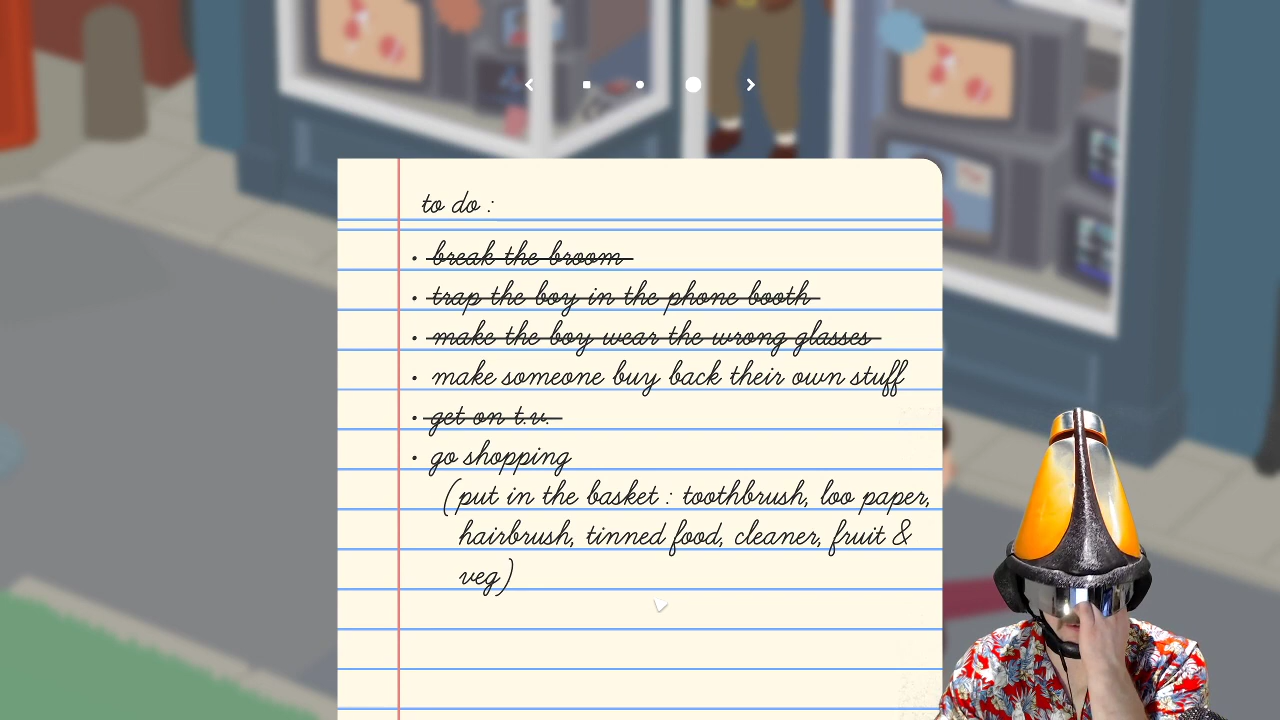 to do :
• break the broom
• trap the boy in the phone booth
• make the boy wear the wrong glasses
• make someone buy back their own stuff
• get on t.v.
• go shopping
(put in the basket : toothbrush, loo paper,
hairbrush, tinned food, cleaner, fruit &
veg)